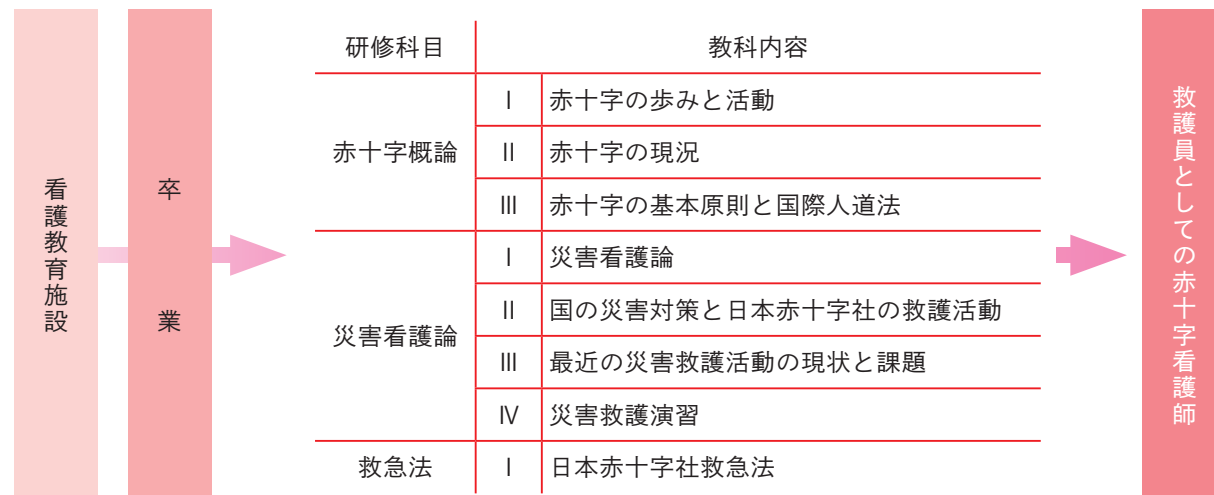 看護教育施設
卒業
研修科目 教科内容
赤十字概論
I 赤十字の歩みと活動
II 赤十字の現況
III 赤十字の基本原則と国際人道法
災害看護論
I 災害看護論
II 国の災害対策と日本赤十字社の救護活動
III 最近の災害救護活動の現状と課題
IV 災害救護演習
救急法 I 日本赤十字社救急法
救護員としての赤十字看護師